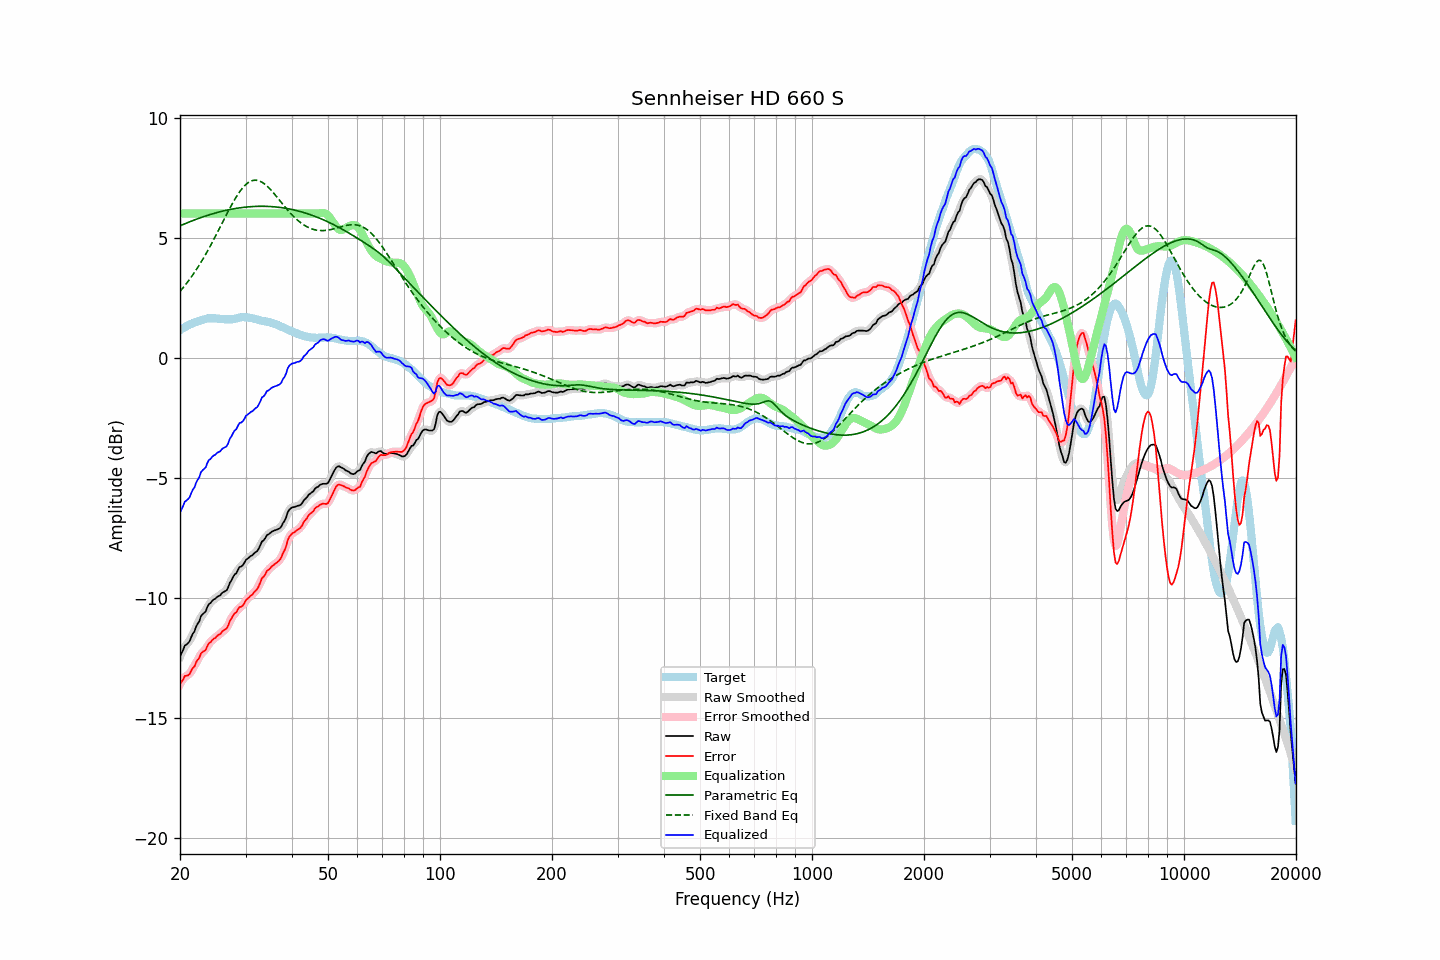 Sennheiser HD 660 S
Amplitude (dBr)
10
5
0
−5
−10
−15
−20
Target
Raw Smoothed
Error Smoothed
Raw
Error
Equalization
Parametric Eq
Fixed Band Eq
Equalized
20
50
100
200
500
1000
2000
5000
10000
20000
Frequency (Hz)